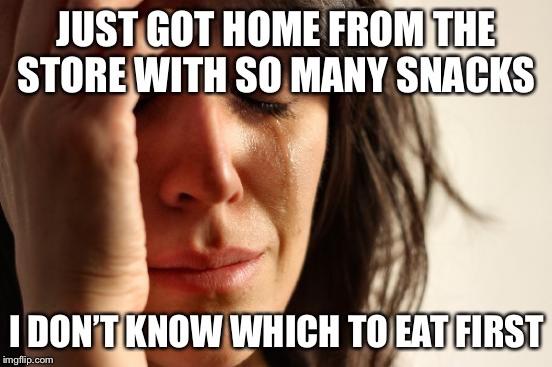 JUST GOT HOME FROM THE
STORE WITH SO MANY SNACKS
I DON'T KNOW WHICH TO EAT FIRST
imgflip.com